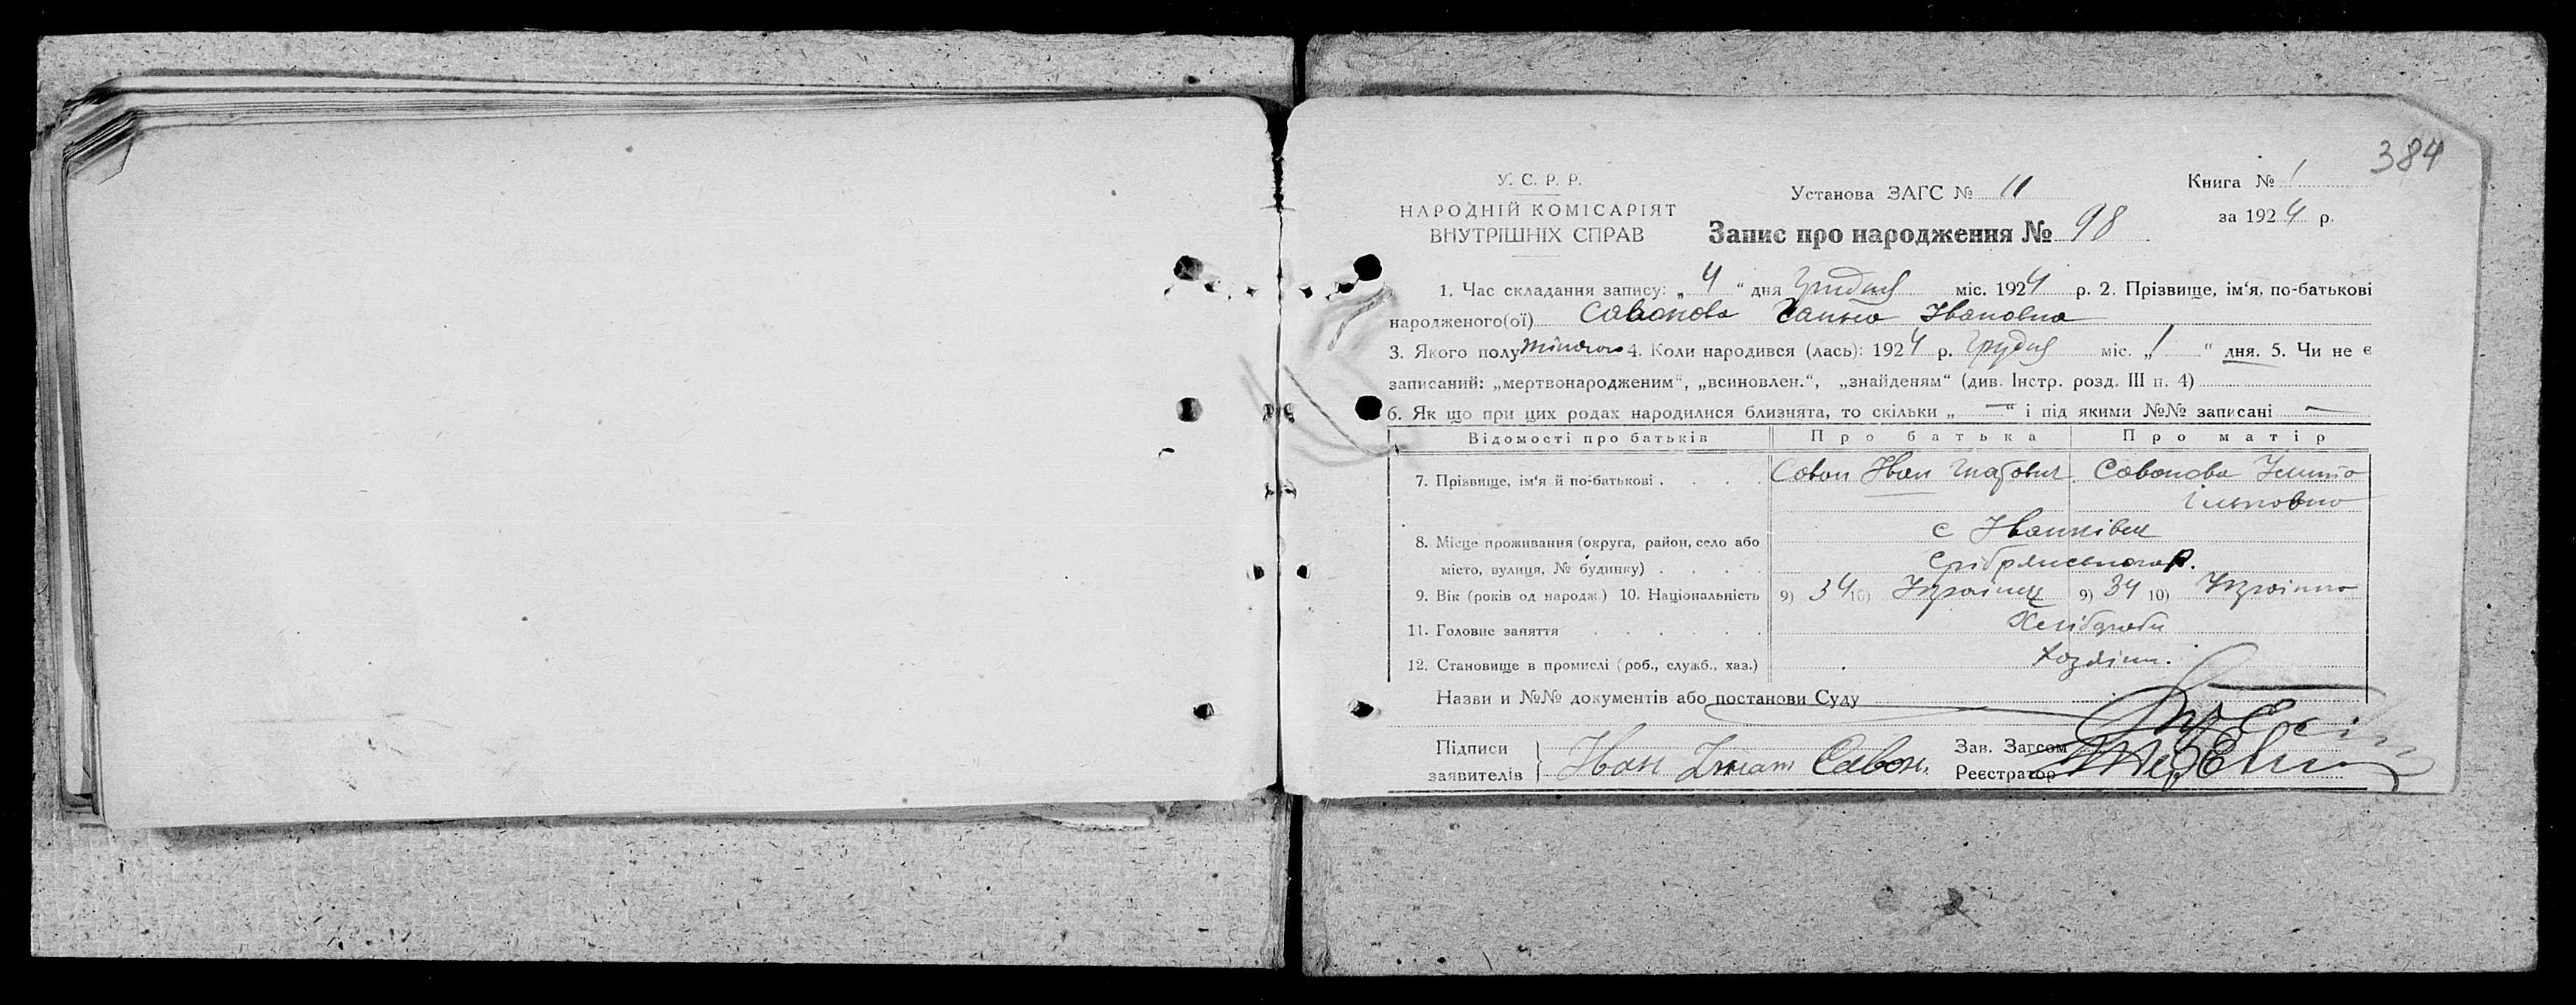 384
У. С. Р. Р.
НАРОДНІЙ КОМІСАРІЯТ
ВНУТРІШНІХ СПРАВ
Установа ЗАГС № 11
Запис про народження № 98
Книга № 1
за 1924 р.
1. Час складання запису: „ 4 “ дня Грудня міс. 1924 р. 2. Прізвище, ім‘я, по-батькові
народженого(ої) Савонова Ганна Івановна
3. Якого полу жіночого 4. Коли народився (лась): 1924 р. Грудня міс. „ 1 “ дня. 5. Чи не є
записаний: „мертвонародженим“, „всиновлен.“, „знайденям“ (див. Інстр. розд. III п. 4)
6. Як що при цих родах народилися близнята, то скільки „ — “ і під якими №№ записані —
Відомості про батьків Про батька Про матір
7. Прізвище, ім‘я й по-батькові . . . . Савон Іван Савонова
8. Місце проживання (округа, район, село або с Іванківці
місто, вулиця, № будинку) . . . . Срібрянського р.
9. Вік (років од народж.) 10. Національність 9) 34 10) Українец 9) 34 10) Українка
11. Головне заняття . . . . . Хлібороби
12. Становище в промислі (роб., служб., хаз.) Хозяіни.
Назви и №№ документів або постанови Суду
Підписи
заявителів Іван Савон.
Зав. Загсом
Реєстратор